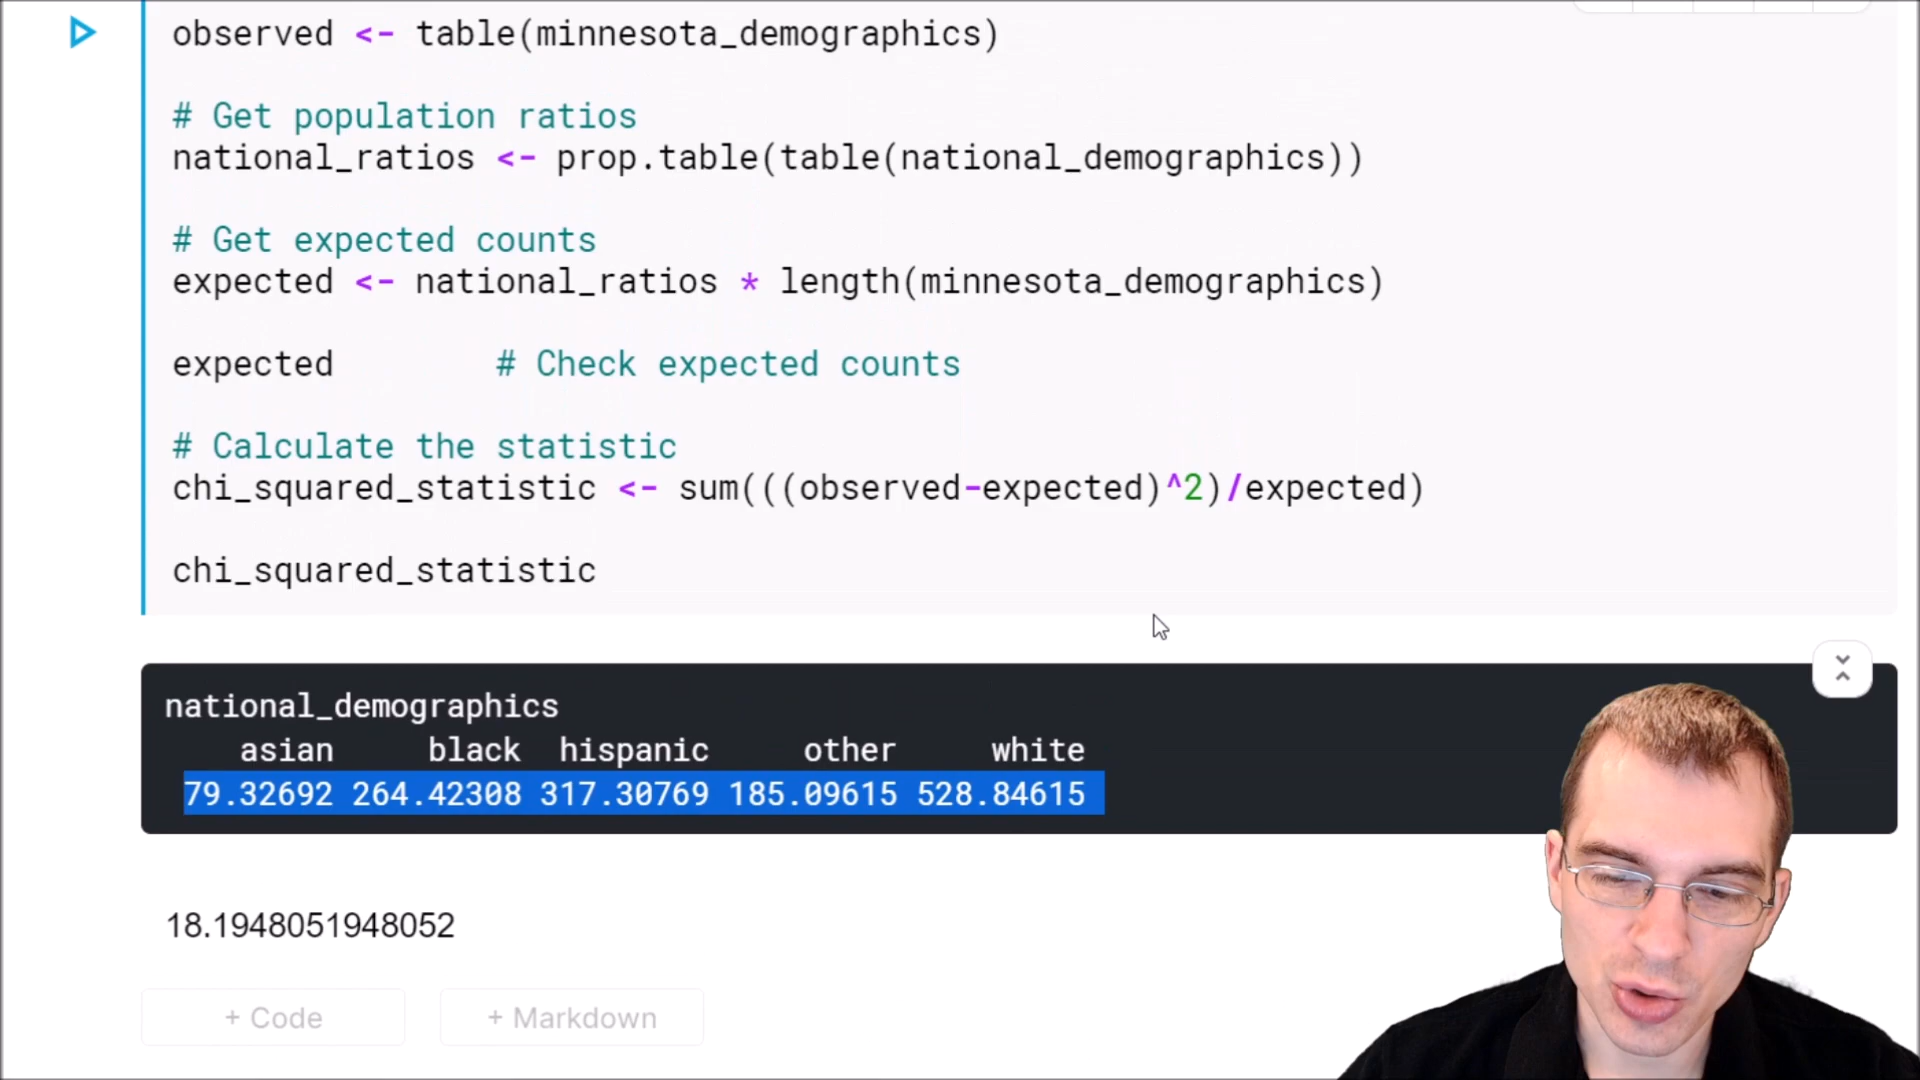 observed <- table(minnesota_demographics)
# Get population ratios
national_ratios <- prop.table(table(national_demographics))
# Get expected counts
expected <- national_ratios * length(minnesota_demographics)
expected # Check expected counts
# Calculate the statistic
chi_squared_statistic <- sum(((observed-expected)^2)/expected)
chi_squared_statistic
national_demographics
asian black hispanic other white
79.32692 264.42308 317.30769 185.09615 528.84615
18.1948051948052
+ Code + Markdown